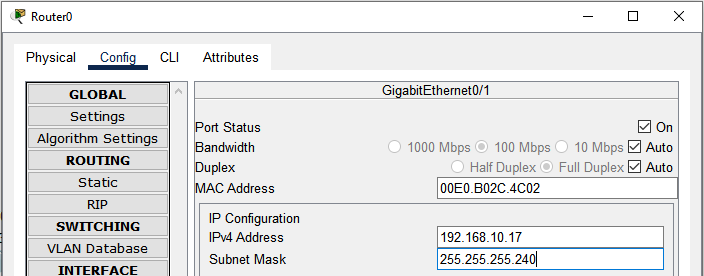 Router0
Physical Config CLI Attributes
GLOBAL
Settings
Algorithm Settings
ROUTING
Static
RIP
SWITCHING
VLAN Database
INTERFACE
GigabitEthernet0/1
Port Status On
Bandwidth 1000 Mbps 100 Mbps 10 Mbps Auto
Duplex Half Duplex Full Duplex Auto
MAC Address 00E0.B02C.4C02
IP Configuration
IPv4 Address 192.168.10.17
Subnet Mask 255.255.255.240